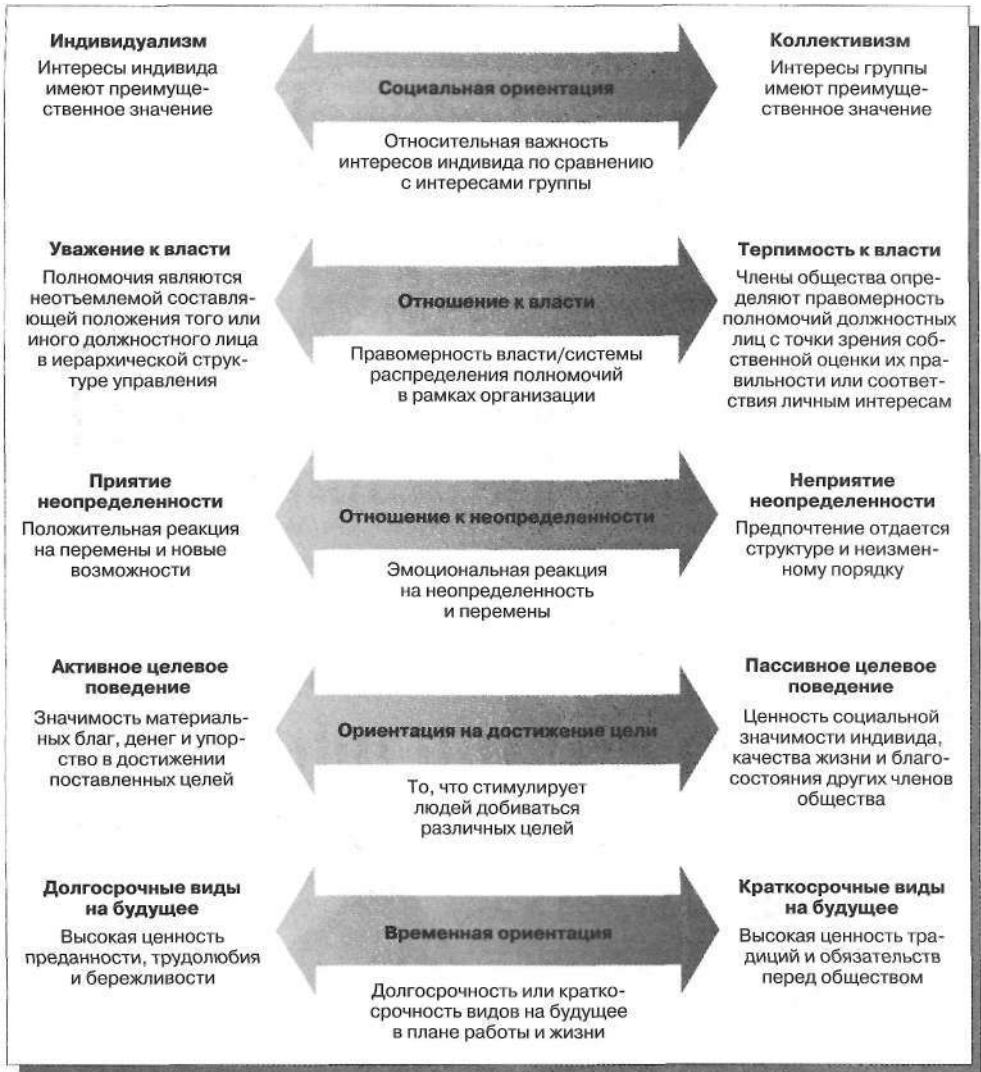 Индивидуализм
Интересы индивида
имеют преимуще-
ственное значение
Социальная ориентация
Относительная важность
интересов индивида по сравнению
с интересами группы
Коллективизм
Интересы группы
имеют преимуще-
ственное значение
Уважение к власти
Полномочия являются
неотъемлемой составля-
ющей положения того или
иного должностного лица
в иерархической струк-
туре управления
Отношение к власти
Правомерность власти/системы
распределения полномочий
в рамках организации
Терпимость к власти
Члены общества опре-
деляют правомерность
полномочий должностных
лиц с точки зрения соб-
ственной оценки их пра-
вильности или соответ-
ствия личным интересам
Приятие
неопределенности
Положительная реакция
на перемены и новые
возможности
Отношение к неопределенности
Эмоциональная реакция
на неопределенность
и перемены
Неприятие
неопределенности
Предпочтение отдается
структуре и неизмен-
ному порядку
Активное целевое
поведение
Значимость материаль-
ных благ, денег и упор-
ство в достижении
поставленных целей
Ориентация на достижение цели
То, что стимулирует
людей добиваться
различных целей
Пассивное целевое
поведение
Ценность социальной
значимости индивида,
качества жизни и благо-
состояния других членов
общества
Долгосрочные виды
на будущее
Высокая ценность
преданности, трудолюбия
и бережливости
Временная ориентация
Долгосрочность или кратко-
срочность видов на будущее
в плане работы и жизни
Краткосрочные виды
на будущее
Высокая ценность тра-
диций и обязательств
перед обществом